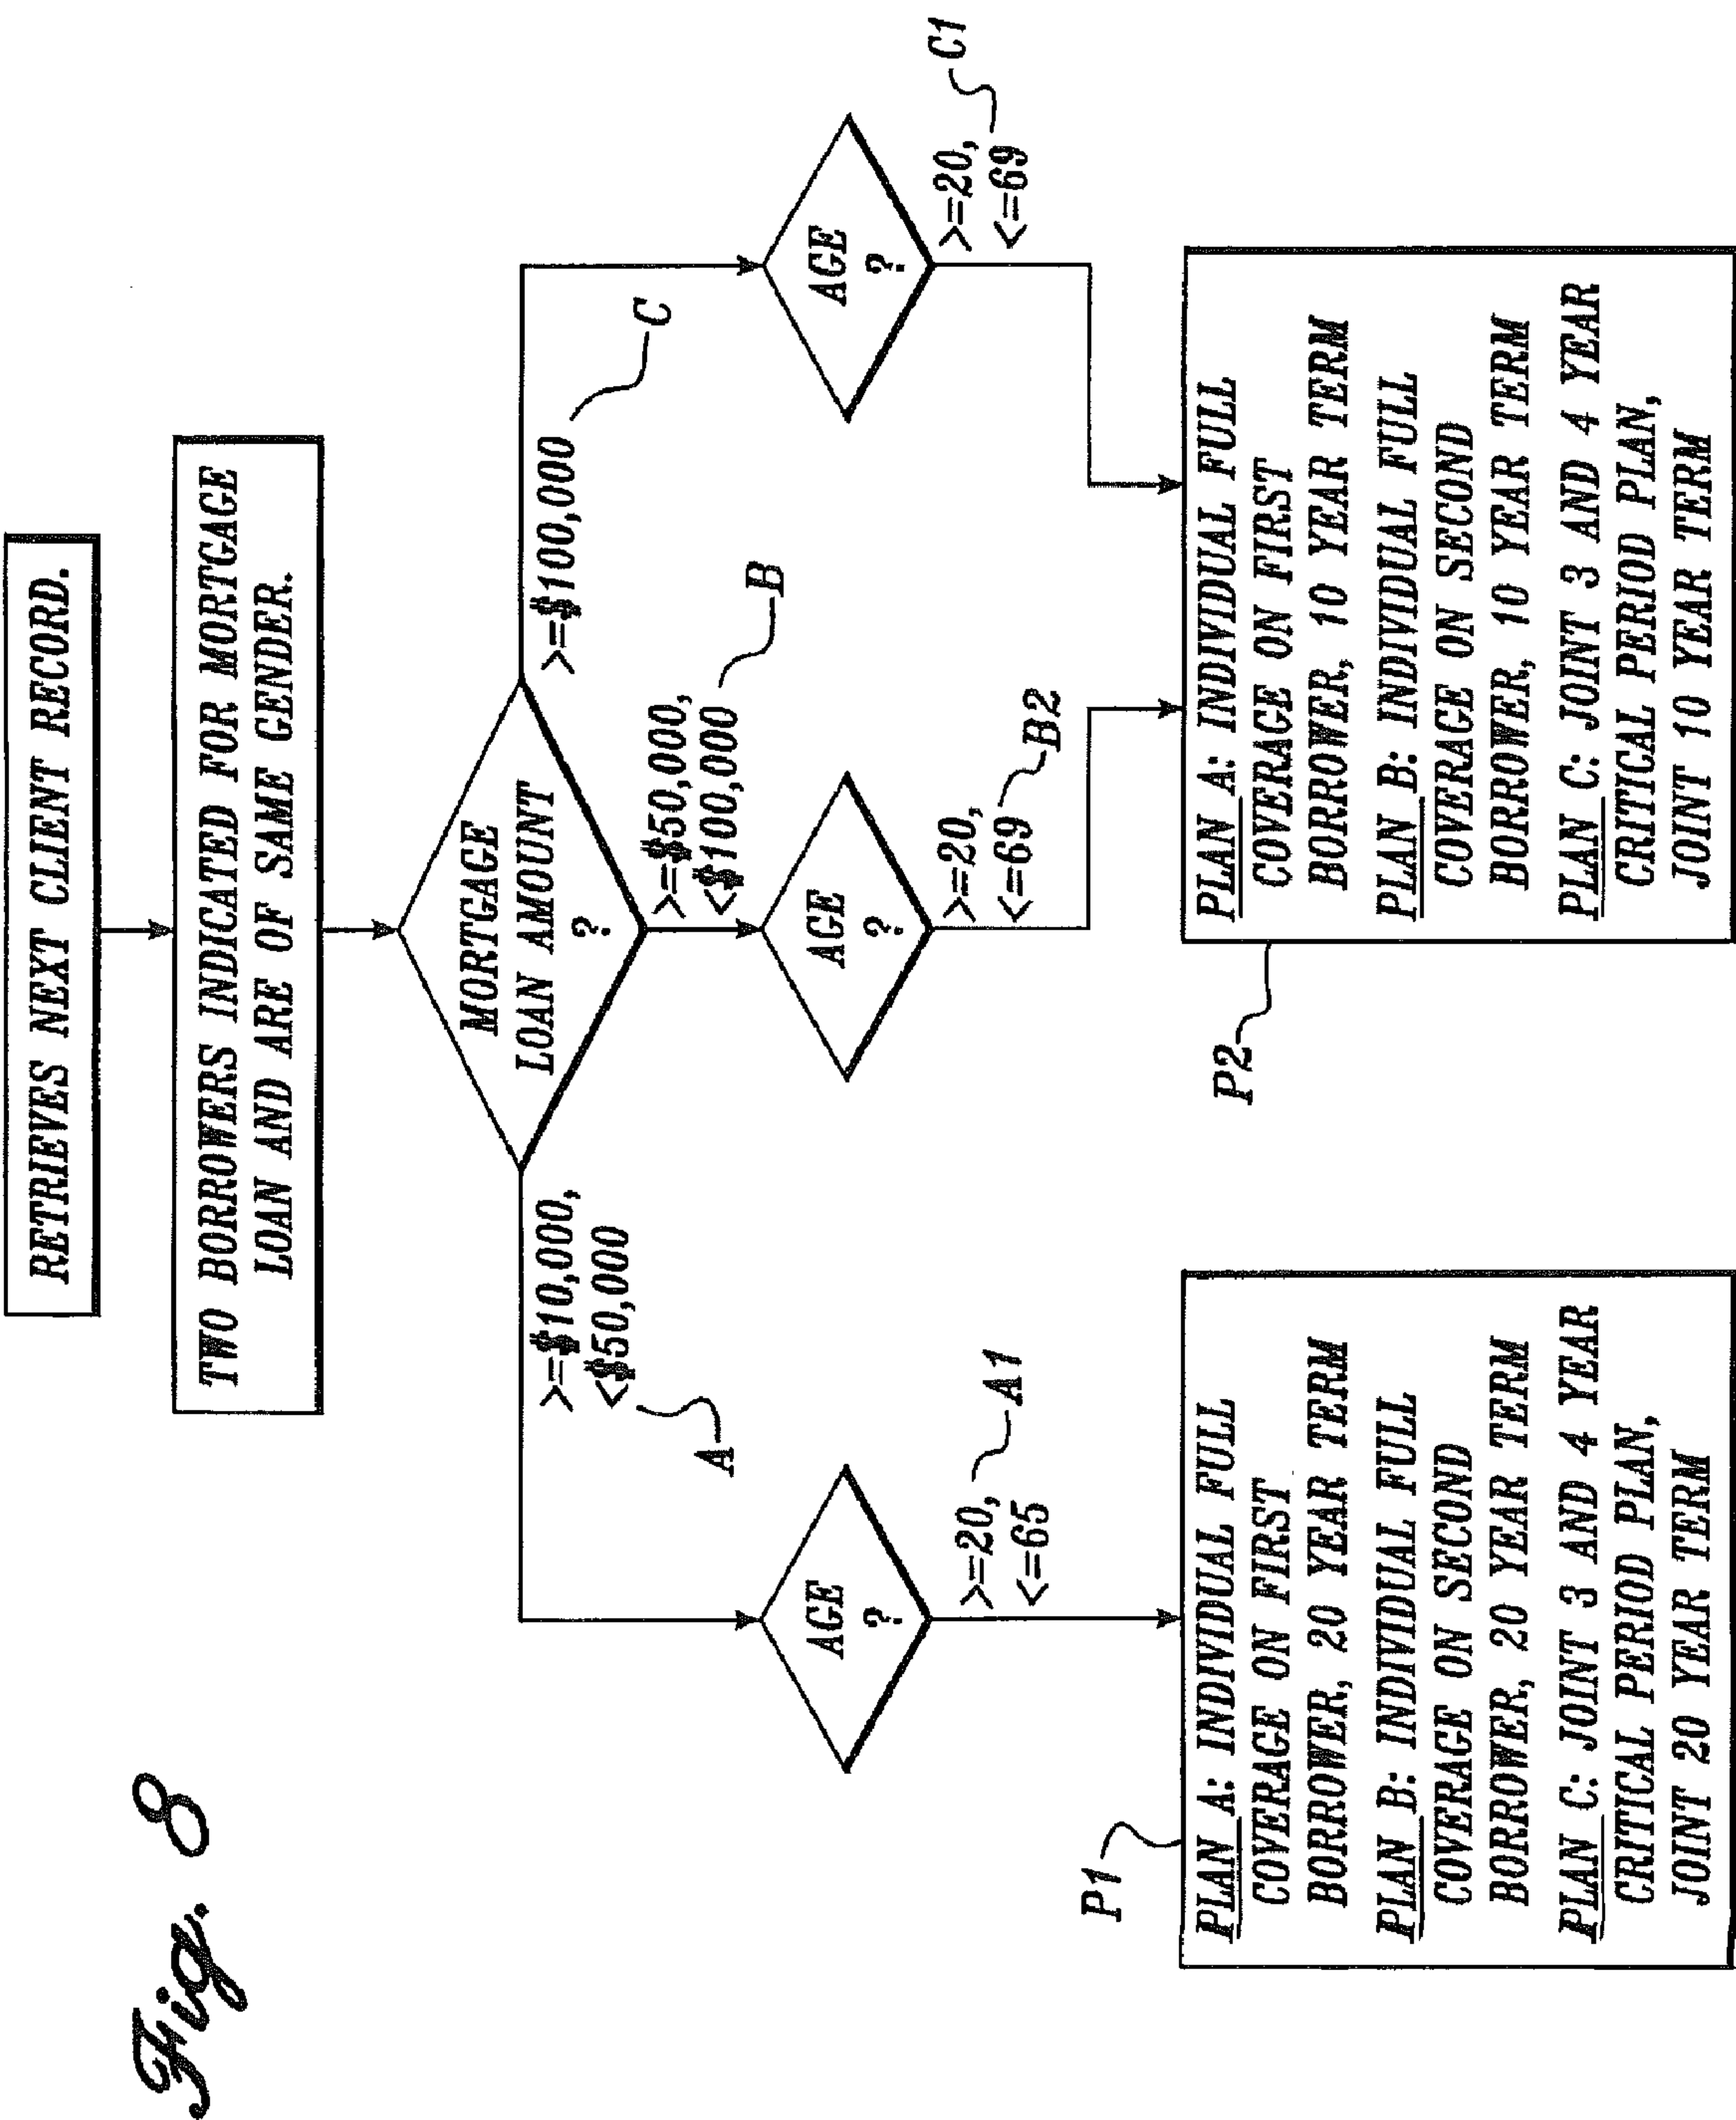 Fig. 8
RETRIEVES NEXT CLIENT RECORD.
TWO BORROWERS INDICATED FOR MORTGAGE
LOAN AND ARE OF SAME GENDER.
MORTGAGE
LOAN AMOUNT
?
>=$10,000,
<$50,000
A
>=$50,000,
<$100,000
B
>=$100,000
C
AGE
?
>=20,
<=65
A1
AGE
?
>=20,
<=69
B2
AGE
?
>=20,
<=69
C1
P1
PLAN A: INDIVIDUAL FULL
COVERAGE ON FIRST
BORROWER, 20 YEAR TERM
PLAN B: INDIVIDUAL FULL
COVERAGE ON SECOND
BORROWER, 20 YEAR TERM
PLAN C: JOINT 3 AND 4 YEAR
CRITICAL PERIOD PLAN,
JOINT 20 YEAR TERM
P2
PLAN A: INDIVIDUAL FULL
COVERAGE ON FIRST
BORROWER, 10 YEAR TERM
PLAN B: INDIVIDUAL FULL
COVERAGE ON SECOND
BORROWER, 10 YEAR TERM
PLAN C: JOINT 3 AND 4 YEAR
CRITICAL PERIOD PLAN,
JOINT 10 YEAR TERM